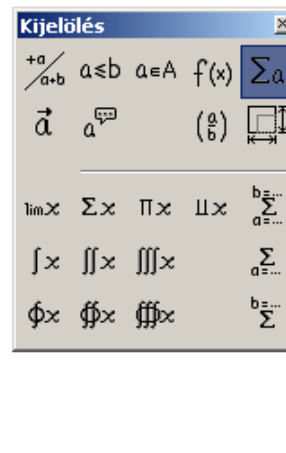 Kijelölés
+a/a+b a≤b a∈A f(x) Σa
a⃗ a (a b)
lim x Σx Πx ∐x b=... Σ a=...
∫x ∬x ∭x Σ a=...
∮x ∯x ∰x b=... Σ